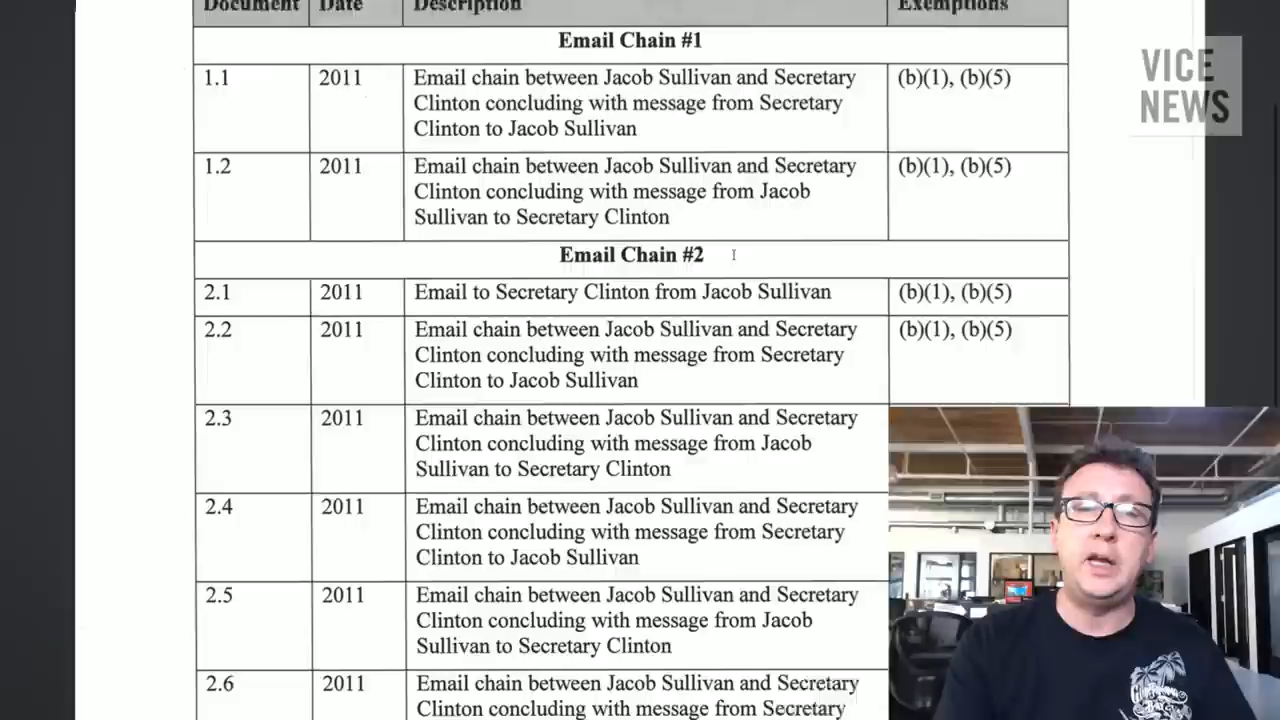 Document Date Description Exemptions
Email Chain #1
1.1 2011 Email chain between Jacob Sullivan and Secretary (b)(1), (b)(5)
Clinton concluding with message from Secretary
Clinton to Jacob Sullivan
1.2 2011 Email chain between Jacob Sullivan and Secretary (b)(1), (b)(5)
Clinton concluding with message from Jacob
Sullivan to Secretary Clinton
Email Chain #2
2.1 2011 Email to Secretary Clinton from Jacob Sullivan (b)(1), (b)(5)
2.2 2011 Email chain between Jacob Sullivan and Secretary (b)(1), (b)(5)
Clinton concluding with message from Secretary
Clinton to Jacob Sullivan
2.3 2011 Email chain between Jacob Sullivan and Secretary
Clinton concluding with message from Jacob
Sullivan to Secretary Clinton
2.4 2011 Email chain between Jacob Sullivan and Secretary
Clinton concluding with message from Secretary
Clinton to Jacob Sullivan
2.5 2011 Email chain between Jacob Sullivan and Secretary
Clinton concluding with message from Jacob
Sullivan to Secretary Clinton
2.6 2011 Email chain between Jacob Sullivan and Secretary
Clinton concluding with message from Secretary
VICE
NEWS